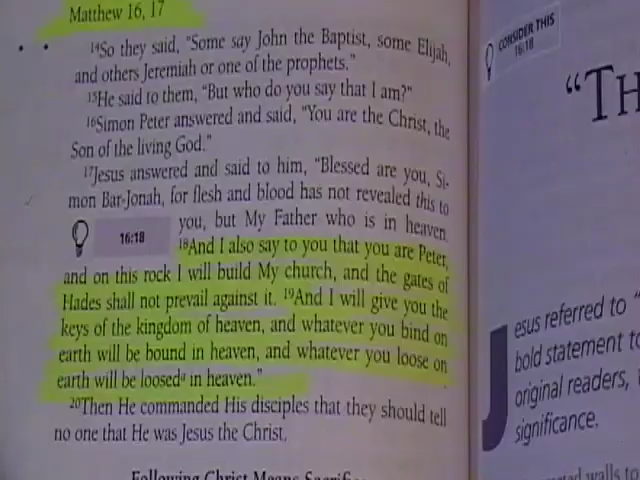 Matthew 16, 17
14So they said, "Some say John the Baptist, some Elijah,
and others Jeremiah or one of the prophets."
15He said to them, "But who do you say that I am?"
16Simon Peter answered and said, "You are the Christ, the
Son of the living God."
17Jesus answered and said to him, "Blessed are you, Si-
mon Bar-Jonah, for flesh and blood has not revealed this to
you, but My Father who is in heaven.
16:18
18And I also say to you that you are Peter,
and on this rock I will build My church, and the gates of
Hades shall not prevail against it. 19And I will give you the
keys of the kingdom of heaven, and whatever you bind on
earth will be bound in heaven, and whatever you loose on
earth will be loosedᵃ in heaven."
20Then He commanded His disciples that they should tell
no one that He was Jesus the Christ.
Following Christ Means
CONSIDER THIS
16:18
"TH
Jesus referred to "
bold statement to
original readers,
significance.
walls to